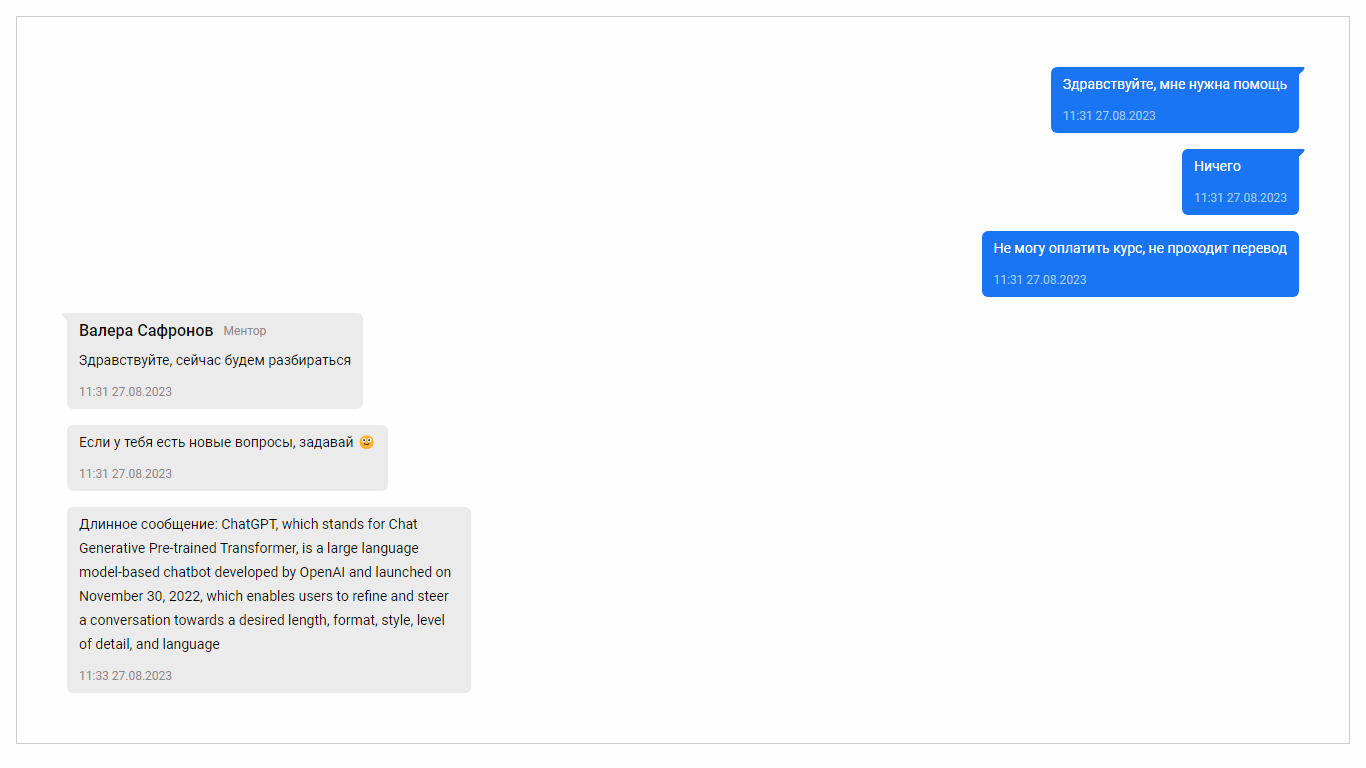 Здравствуйте, мне нужна помощь
11:31 27.08.2023
Ничего
11:31 27.08.2023
Не могу оплатить курс, не проходит перевод
11:31 27.08.2023
Валера Сафронов Ментор
Здравствуйте, сейчас будем разбираться
11:31 27.08.2023
Если у тебя есть новые вопросы, задавай 🙄
11:31 27.08.2023
Длинное сообщение: ChatGPT, which stands for Chat
Generative Pre-trained Transformer, is a large language
model-based chatbot developed by OpenAI and launched on
November 30, 2022, which enables users to refine and steer
a conversation towards a desired length, format, style, level
of detail, and language
11:33 27.08.2023